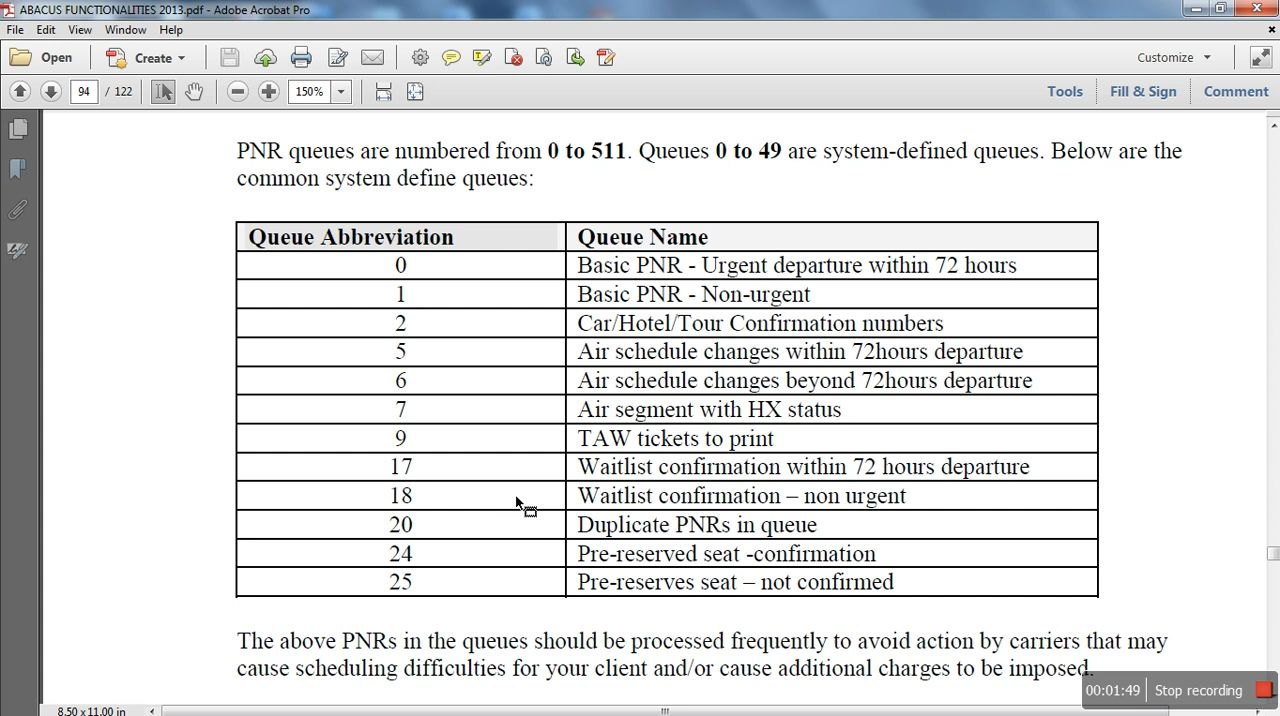 ABACUS FUNCTIONALITIES 2013.pdf - Adobe Acrobat Pro
File Edit View Window Help
Open Create Customize
94 / 122 150% Tools Fill & Sign Comment
PNR queues are numbered from 0 to 511. Queues 0 to 49 are system-defined queues. Below are the
common system define queues:
Queue Abbreviation Queue Name
0 Basic PNR - Urgent departure within 72 hours
1 Basic PNR - Non-urgent
2 Car/Hotel/Tour Confirmation numbers
5 Air schedule changes within 72hours departure
6 Air schedule changes beyond 72hours departure
7 Air segment with HX status
9 TAW tickets to print
17 Waitlist confirmation within 72 hours departure
18 Waitlist confirmation – non urgent
20 Duplicate PNRs in queue
24 Pre-reserved seat -confirmation
25 Pre-reserves seat – not confirmed
The above PNRs in the queues should be processed frequently to avoid action by carriers that may
cause scheduling difficulties for your client and/or cause additional charges to be imposed.
00:01:49 Stop recording
8.50 x 11.00 in